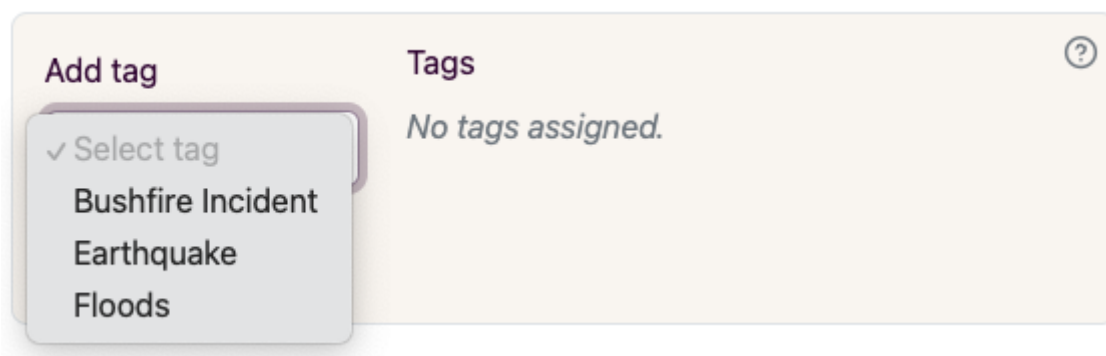 Add tag
Select tag
Bushfire Incident
Earthquake
Floods
Tags
No tags assigned.
?